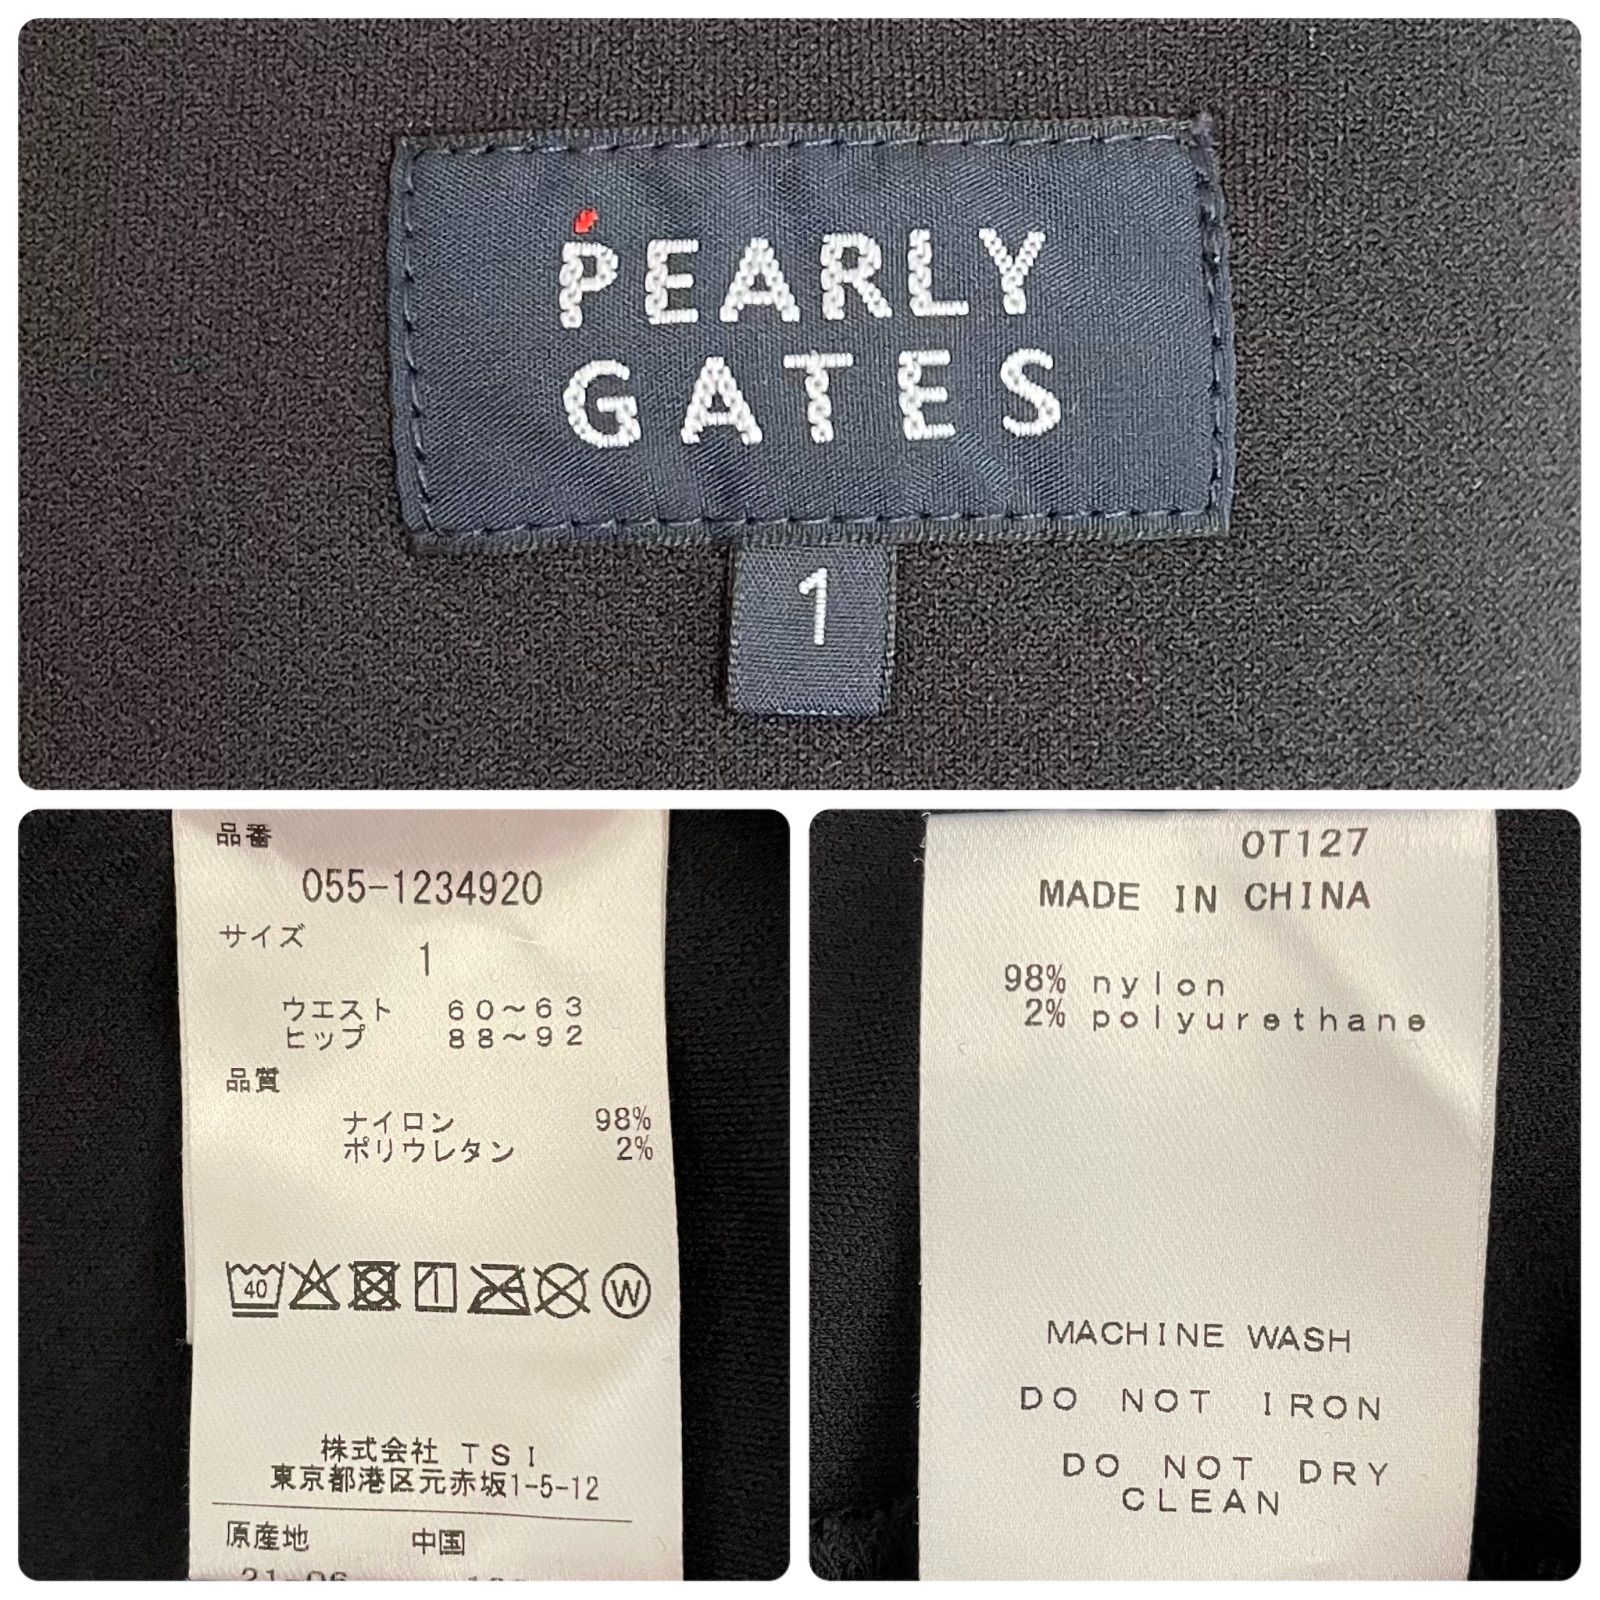 PEARLY
GATES
1
品番
055-1234920
サイズ
1
ウエスト 60～63
ヒップ 88～92
品質
ナイロン 98%
ポリウレタン 2%
40
W
株式会社 TSI
東京都港区元赤坂1-5-12
原産地 中国
21-06
OT127
MADE IN CHINA
98% nylon
2% polyurethane
MACHINE WASH
DO NOT IRON
DO NOT DRY
CLEAN